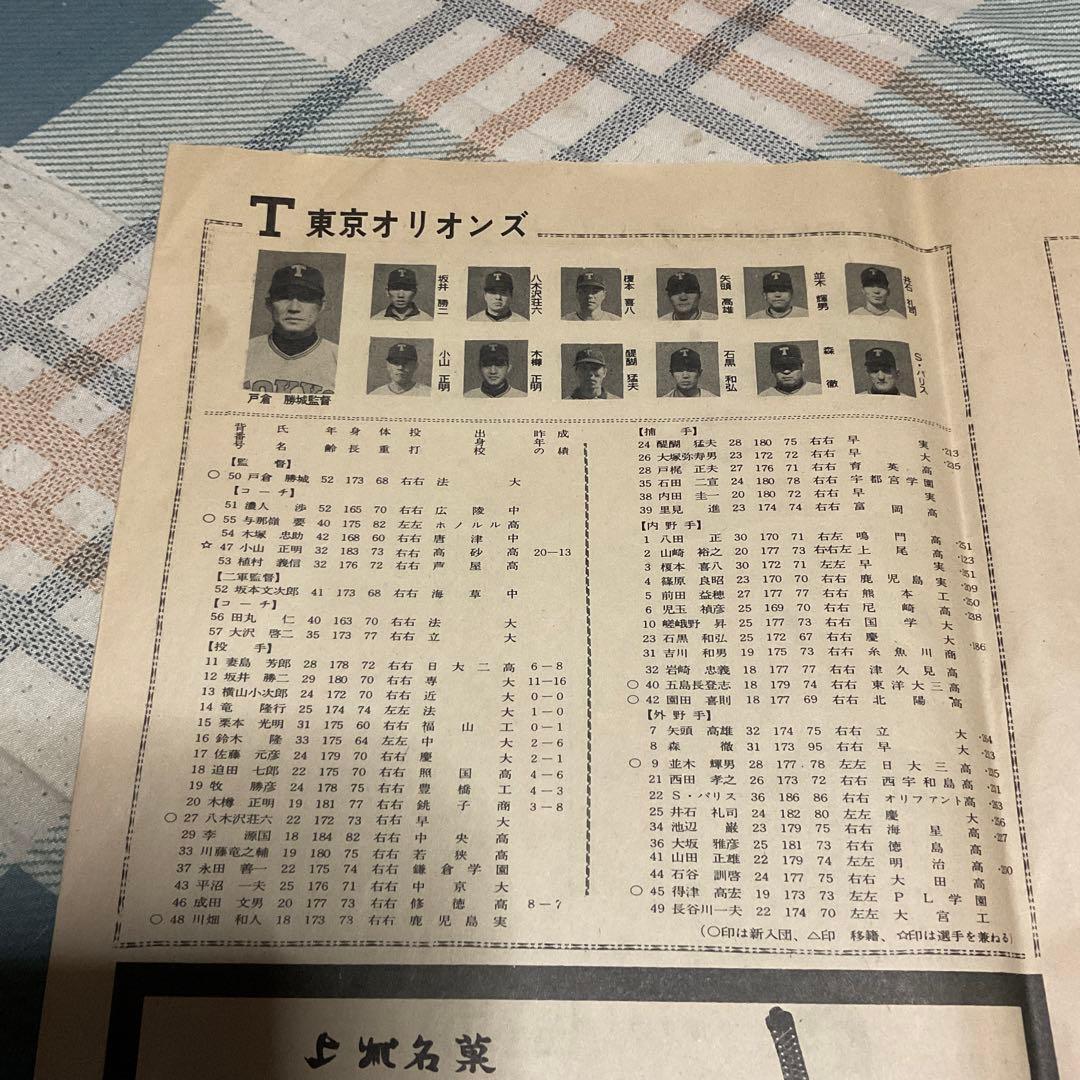 T 東京オリオンズ
坂井 勝二
八木沢荘六
榎本 喜八
矢頭 高雄
並木 輝男
井石 礼司
小山 正明
木樽 正明
醍醐 猛夫
石黒 和弘
森 徹
S・パリス
戸倉 勝城監督
背番号 氏名 年齢 身長 体重 投打 出身校 昨年の成績
【監 督】
○ 50 戸倉 勝城 52 173 68 右右 法 大
【コーチ】
51 濃人 渉 52 165 70 右右 広陵中
○ 55 与那嶺 要 40 175 82 左左 ホノルル高
54 木塚 忠助 42 168 60 右右 唐津中
☆ 47 小山 正明 32 183 73 右右 高砂高 20—13
53 植村 義信 32 176 72 右右 芦屋高
【二軍監督】
52 坂本文次郎 41 173 68 右右 海草中
【コーチ】
56 田丸 仁 40 163 70 右右 法 大
57 大沢 啓二 35 173 77 右右 立 大
【投 手】
11 妻島 芳郎 28 178 72 右右 日大二高 6—8
12 坂井 勝二 29 180 70 右右 専 大 11—16
13 横山小次郎 24 172 70 右右 近 大 0—0
14 竜 隆行 25 174 74 左左 法 大 1—0
15 栗本 光明 31 175 60 右右 福山工 0—1
16 鈴木 隆 33 175 64 左左 中 大 2—6
17 佐藤 元彦 24 179 70 右右 慶 大 2—1
18 迫田 七郎 22 175 70 右右 照国高 4—6
19 牧 勝彦 24 178 75 右右 豊橋工 4—3
20 木樽 正明 19 181 77 右右 銚子商 3—8
○ 27 八木沢荘六 22 172 73 右右 早 大
29 李 源国 18 184 82 右右 中央高
33 川藤竜之輔 19 180 75 右右 若狭高
37 永田 善一 22 175 74 右右 鎌倉学園
43 平沼 一夫 25 176 71 右右 中京大
46 成田 文男 20 177 73 右右 修徳高 8—7
○ 48 川畑 和人 18 173 73 右右 鹿児島実
【捕 手】
24 醍醐 猛夫 28 180 75 右右 早 実 .213
26 大塚弥寿男 23 172 72 右右 早 大 .235
28 戸梶 正夫 27 176 71 右右 育英高
35 石田 二宣 24 180 78 右右 宇都宮学園
38 内田 圭一 20 180 72 右右 早 実
39 里見 進 23 174 74 右右 富岡高
【内野手】
1 八田 正 30 170 71 右左 鳴門高 .251
2 山崎 裕之 20 177 73 右右左 上尾高 .123
3 榎本 喜八 30 172 71 左左 早 実 .351
4 篠原 良昭 23 170 70 右左 鹿児島実 .209
5 前田 益穂 27 177 77 右右 熊本工 .250
6 児玉 禎彦 25 169 70 右右 尼崎高 .238
10 嵯峨野 昇 25 177 73 右右 国学大
23 石黒 和弘 25 172 67 右右 慶 大 .186
31 吉川 和男 19 175 73 右右 糸魚川商
32 岩崎 忠義 18 177 77 右右 津久見高
○ 40 五島長登志 18 179 74 右右 東洋大三高
○ 42 園田 喜則 18 177 69 右右 北陽高
【外野手】
7 矢頭 高雄 32 174 75 右右 立 大
8 森 徹 31 173 95 右右 早 大
○ 9 並木 輝男 28 177 78 左左 日大三高
21 西田 孝之 26 173 72 右右 西宇和島高
22 S・パリス 36 186 86 右右 オリファント高
25 井石 礼司 24 182 80 左左 慶 大
34 池辺 巌 23 179 75 右右 海星高
36 大坂 雅彦 25 181 73 右右 徳島高
41 山田 正雄 22 179 74 左左 明治高
44 石谷 訓啓 24 177 75 右右 大田高
○ 45 得津 高宏 19 173 73 左左 PL学園
49 長谷川一夫 22 174 70 左左 大宮工
(○印は新入団、△印 移籍、☆印は選手を兼ねる)
名菓